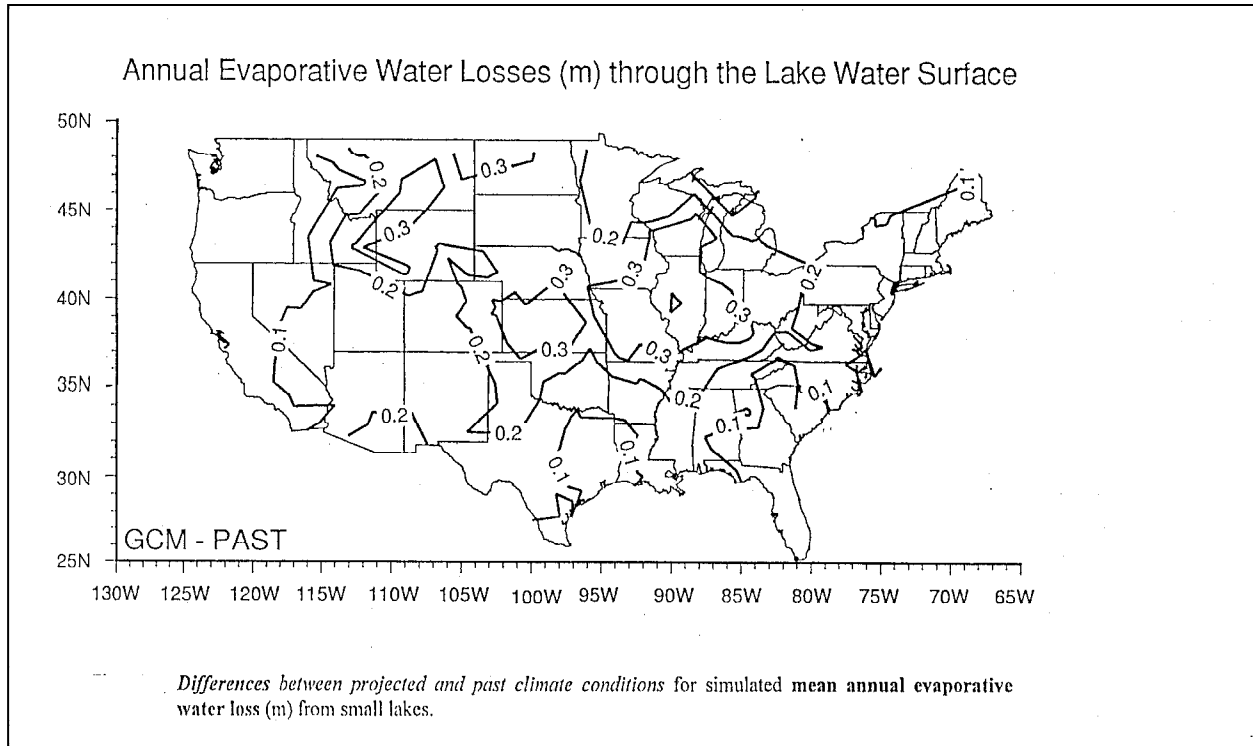 Annual Evaporative Water Losses (m) through the Lake Water Surface
50N
45N
40N
35N
30N
25N
0.2
0.3
0.1
0.3
0.2
0.2
0.3
0.2
0.3
0.3
0.3
0.1
0.2
0.3
0.3
0.2
0.1
0.2
0.2
0.1
0.1
0.1
GCM - PAST
130W 125W 120W 115W 110W 105W 100W 95W 90W 85W 80W 75W 70W 65W
Differences between projected and past climate conditions for simulated mean annual evaporative
water loss (m) from small lakes.